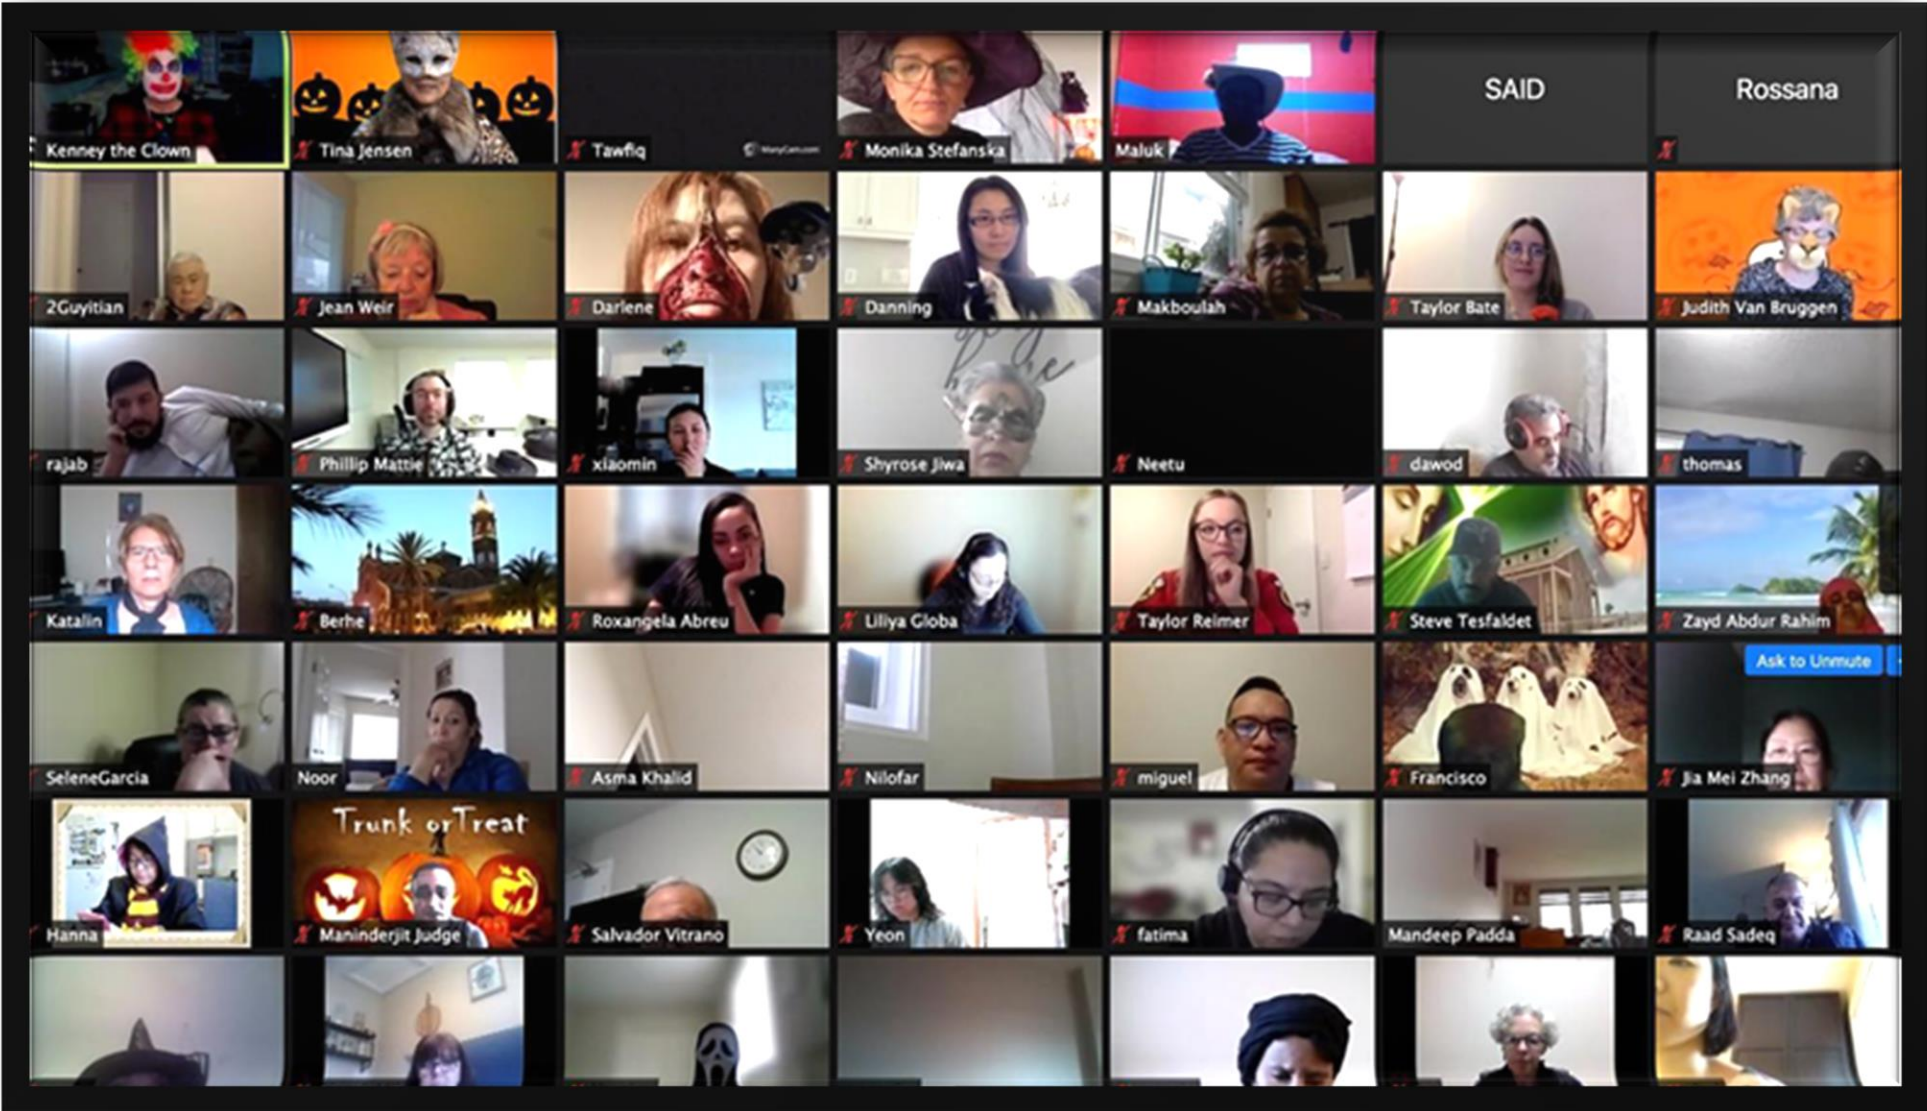 Kenney the Clown
Tina Jensen
Tawfiq
ManyCam.com
Monika Stefanska
Maluk
SAID
Rossana
2Guyitian
Jean Weir
Darlene
Danning
Makboulah
Taylor Bate
Judith Van Bruggen
rajab
Phillip Mattie
xiaomin
Shyrose Jiwa
Neetu
dawod
thomas
Katalin
Berhe
Roxangela Abreu
Liliya Globa
Taylor Reimer
Steve Tesfaldet
Zayd Abdur Rahim
Ask to Unmute
SeleneGarcia
Noor
Asma Khalid
Nilofar
miguel
Francisco
Jia Mei Zhang
Trunk or Treat
Hanna
Maninderjit Judge
Salvador Vitrano
Yeon
fatima
Mandeep Padda
Raad Sadeq